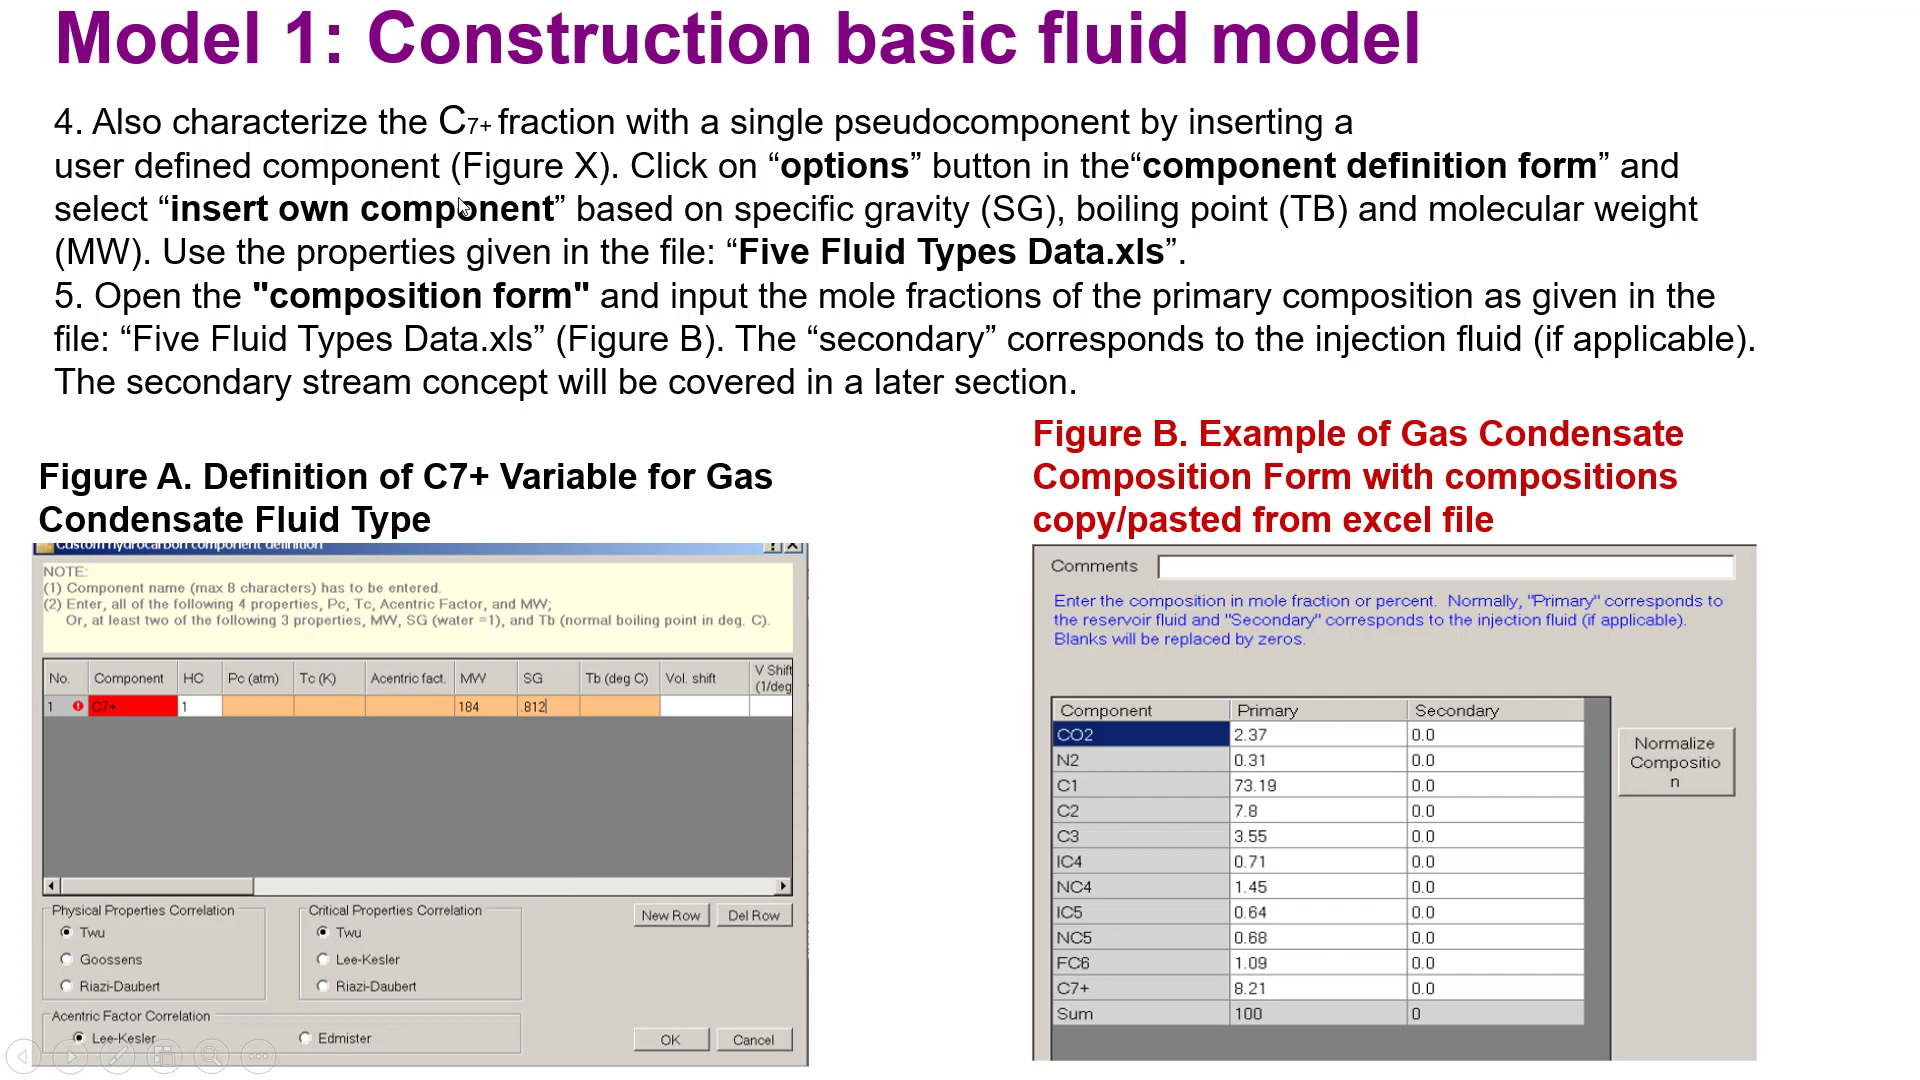 Model 1: Construction basic fluid model
4. Also characterize the C7+ fraction with a single pseudocomponent by inserting a
user defined component (Figure X). Click on “options” button in the“component definition form” and
select “insert own component” based on specific gravity (SG), boiling point (TB) and molecular weight
(MW). Use the properties given in the file: “Five Fluid Types Data.xls”.
5. Open the "composition form" and input the mole fractions of the primary composition as given in the
file: “Five Fluid Types Data.xls” (Figure B). The “secondary” corresponds to the injection fluid (if applicable).
The secondary stream concept will be covered in a later section.
Figure A. Definition of C7+ Variable for Gas
Condensate Fluid Type
Custom hydrocarbon component definition
NOTE:
(1) Component name (max 8 characters) has to be entered.
(2) Enter, all of the following 4 properties, Pc, Tc, Acentric Factor, and MW;
Or, at least two of the following 3 properties, MW, SG (water =1), and Tb (normal boiling point in deg. C).
No. Component HC Pc (atm) Tc (K) Acentric fact. MW SG Tb (deg C) Vol. shift V Shift
(1/deg
1 C7+ 1 184 .812
Physical Properties Correlation
Twu
Goossens
Riazi-Daubert
Critical Properties Correlation
Twu
Lee-Kesler
Riazi-Daubert
New Row Del Row
Acentric Factor Correlation
Lee-Kesler Edmister
OK Cancel
Figure B. Example of Gas Condensate
Composition Form with compositions
copy/pasted from excel file
Comments
Enter the composition in mole fraction or percent. Normally, "Primary" corresponds to
the reservoir fluid and "Secondary" corresponds to the injection fluid (if applicable).
Blanks will be replaced by zeros.
Component Primary Secondary
CO2 2.37 0.0
N2 0.31 0.0
C1 73.19 0.0
C2 7.8 0.0
C3 3.55 0.0
IC4 0.71 0.0
NC4 1.45 0.0
IC5 0.64 0.0
NC5 0.68 0.0
FC6 1.09 0.0
C7+ 8.21 0.0
Sum 100 0
Normalize
Compositio
n